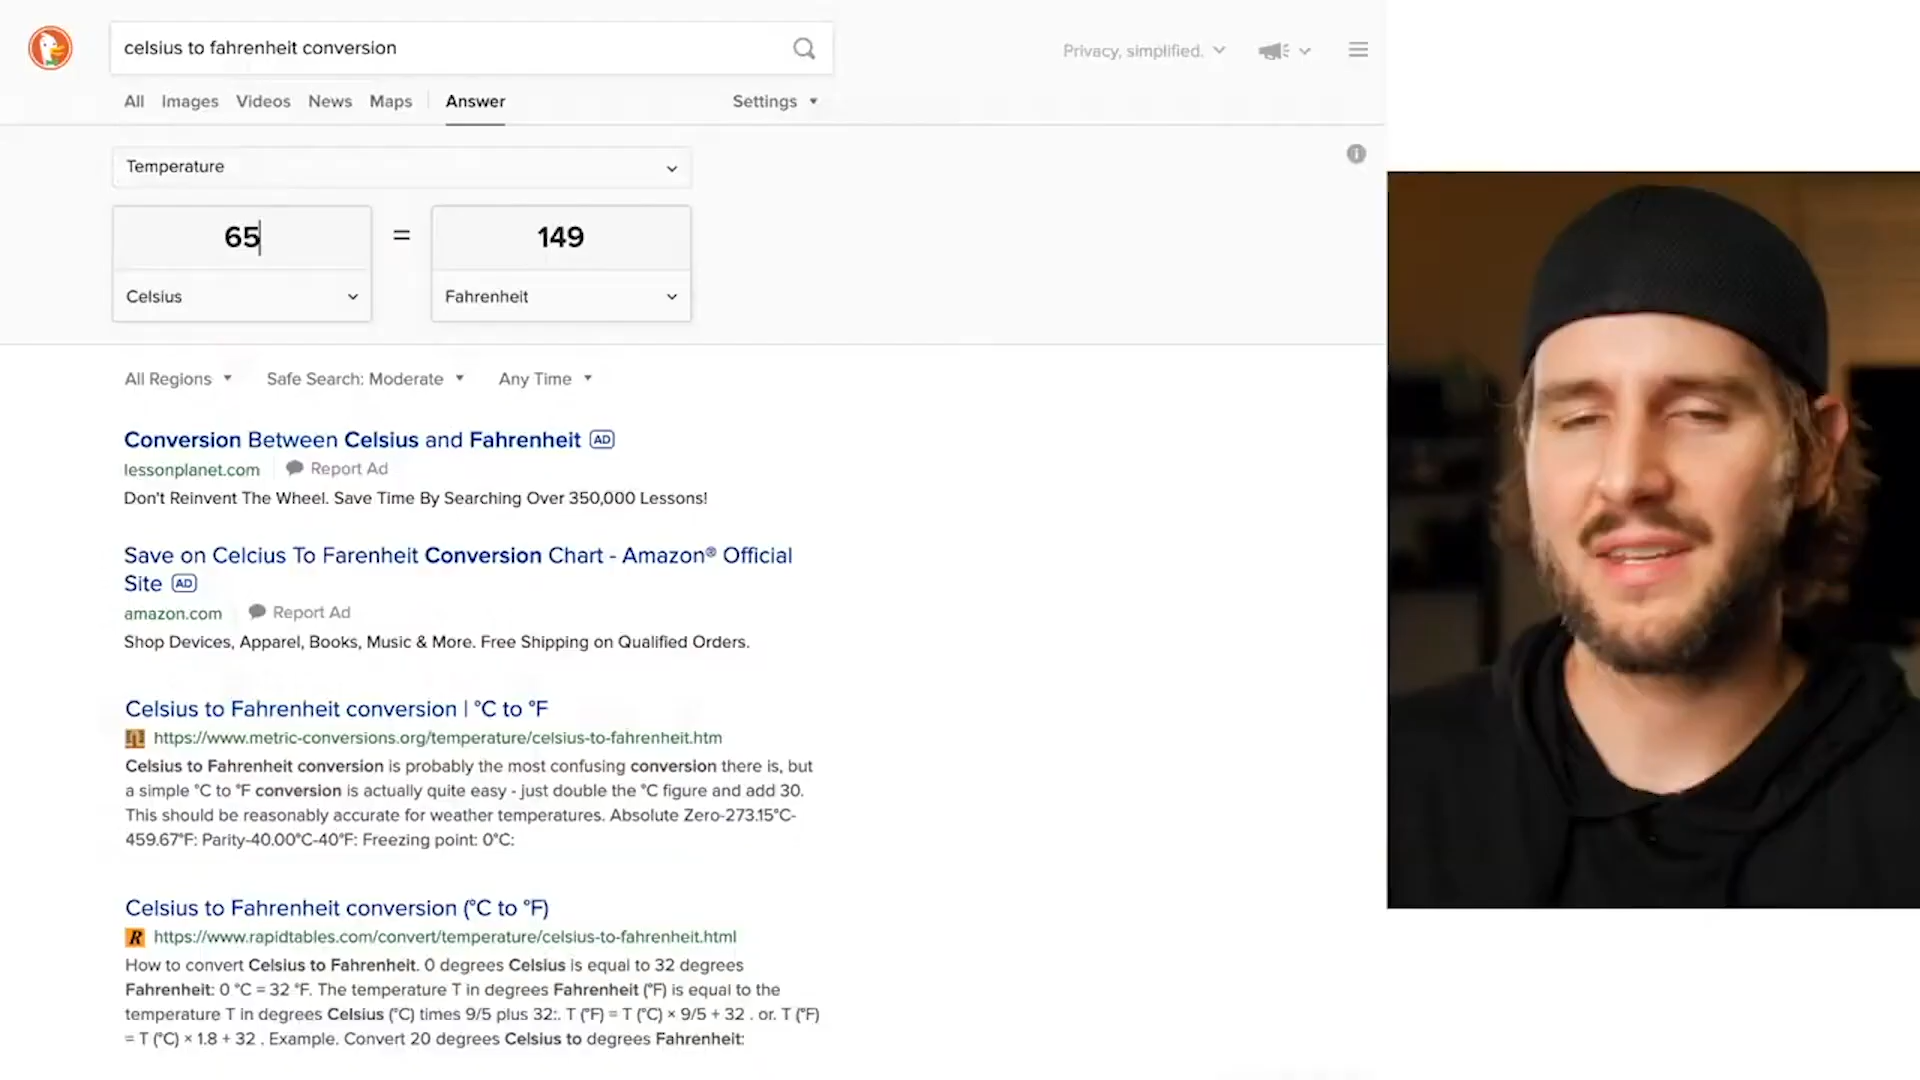 celsius to fahrenheit conversion
Privacy, simplified.
All Images Videos News Maps Answer Settings
Temperature
65 = 149
Celsius Fahrenheit
All Regions Safe Search: Moderate Any Time
Conversion Between Celsius and Fahrenheit AD
lessonplanet.com Report Ad
Don't Reinvent The Wheel. Save Time By Searching Over 350,000 Lessons!
Save on Celcius To Farenheit Conversion Chart - Amazon® Official
Site AD
amazon.com Report Ad
Shop Devices, Apparel, Books, Music & More. Free Shipping on Qualified Orders.
Celsius to Fahrenheit conversion | °C to °F
https://www.metric-conversions.org/temperature/celsius-to-fahrenheit.htm
Celsius to Fahrenheit conversion is probably the most confusing conversion there is, but
a simple °C to °F conversion is actually quite easy - just double the °C figure and add 30.
This should be reasonably accurate for weather temperatures. Absolute Zero-273.15°C-
459.67°F: Parity-40.00°C-40°F: Freezing point: 0°C:
Celsius to Fahrenheit conversion (°C to °F)
R https://www.rapidtables.com/convert/temperature/celsius-to-fahrenheit.html
How to convert Celsius to Fahrenheit. 0 degrees Celsius is equal to 32 degrees
Fahrenheit: 0 °C = 32 °F. The temperature T in degrees Fahrenheit (°F) is equal to the
temperature T in degrees Celsius (°C) times 9/5 plus 32:. T (°F) = T (°C) × 9/5 + 32 . or. T (°F)
= T (°C) × 1.8 + 32 . Example. Convert 20 degrees Celsius to degrees Fahrenheit: